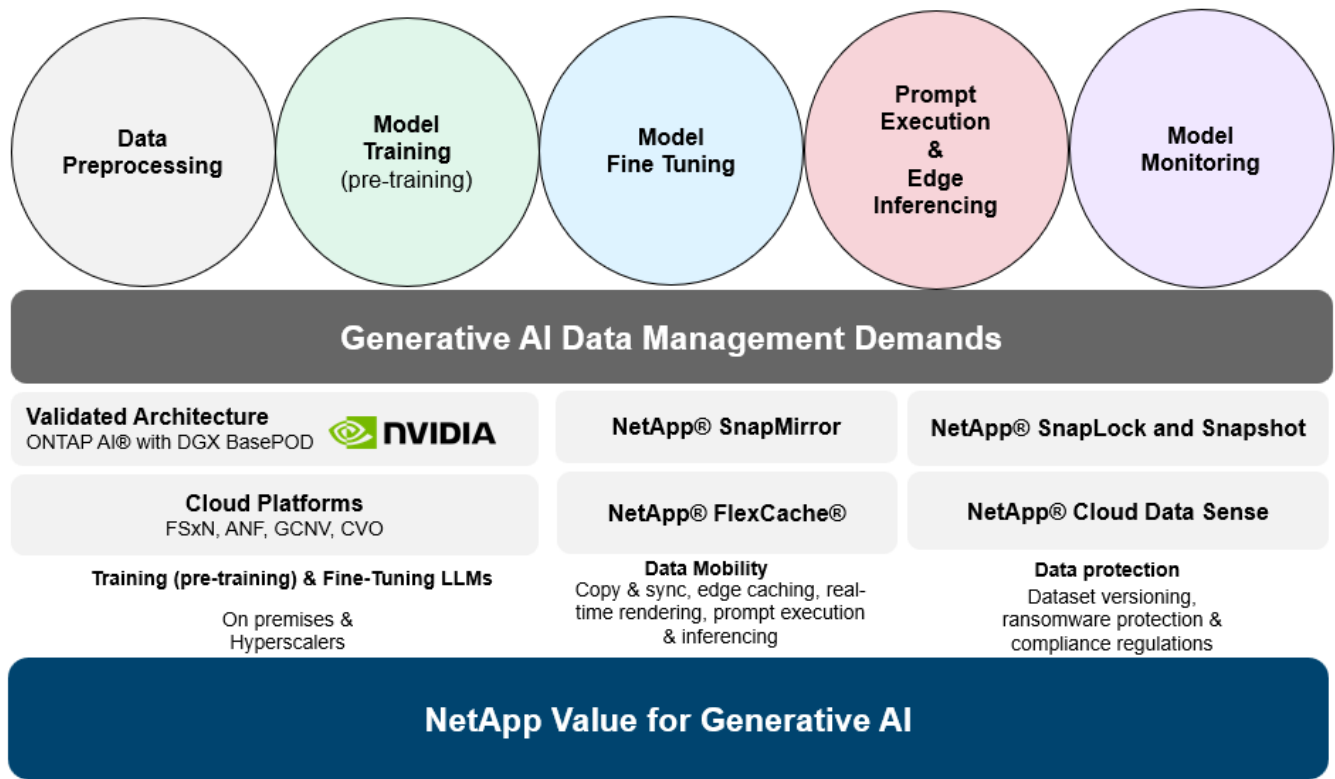 Data
Preprocessing
Model
Training
(pre-training)
Model
Fine Tuning
Prompt
Execution
&
Edge
Inferencing
Model
Monitoring
Generative AI Data Management Demands
Validated Architecture
ONTAP AI® with DGX BasePOD
NVIDIA
Cloud Platforms
FSxN, ANF, GCNV, CVO
Training (pre-training) & Fine-Tuning LLMs
On premises &
Hyperscalers
NetApp® SnapMirror
NetApp® FlexCache®
Data Mobility
Copy & sync, edge caching, real-
time rendering, prompt execution
& inferencing
NetApp® SnapLock and Snapshot
NetApp® Cloud Data Sense
Data protection
Dataset versioning,
ransomware protection &
compliance regulations
NetApp Value for Generative AI